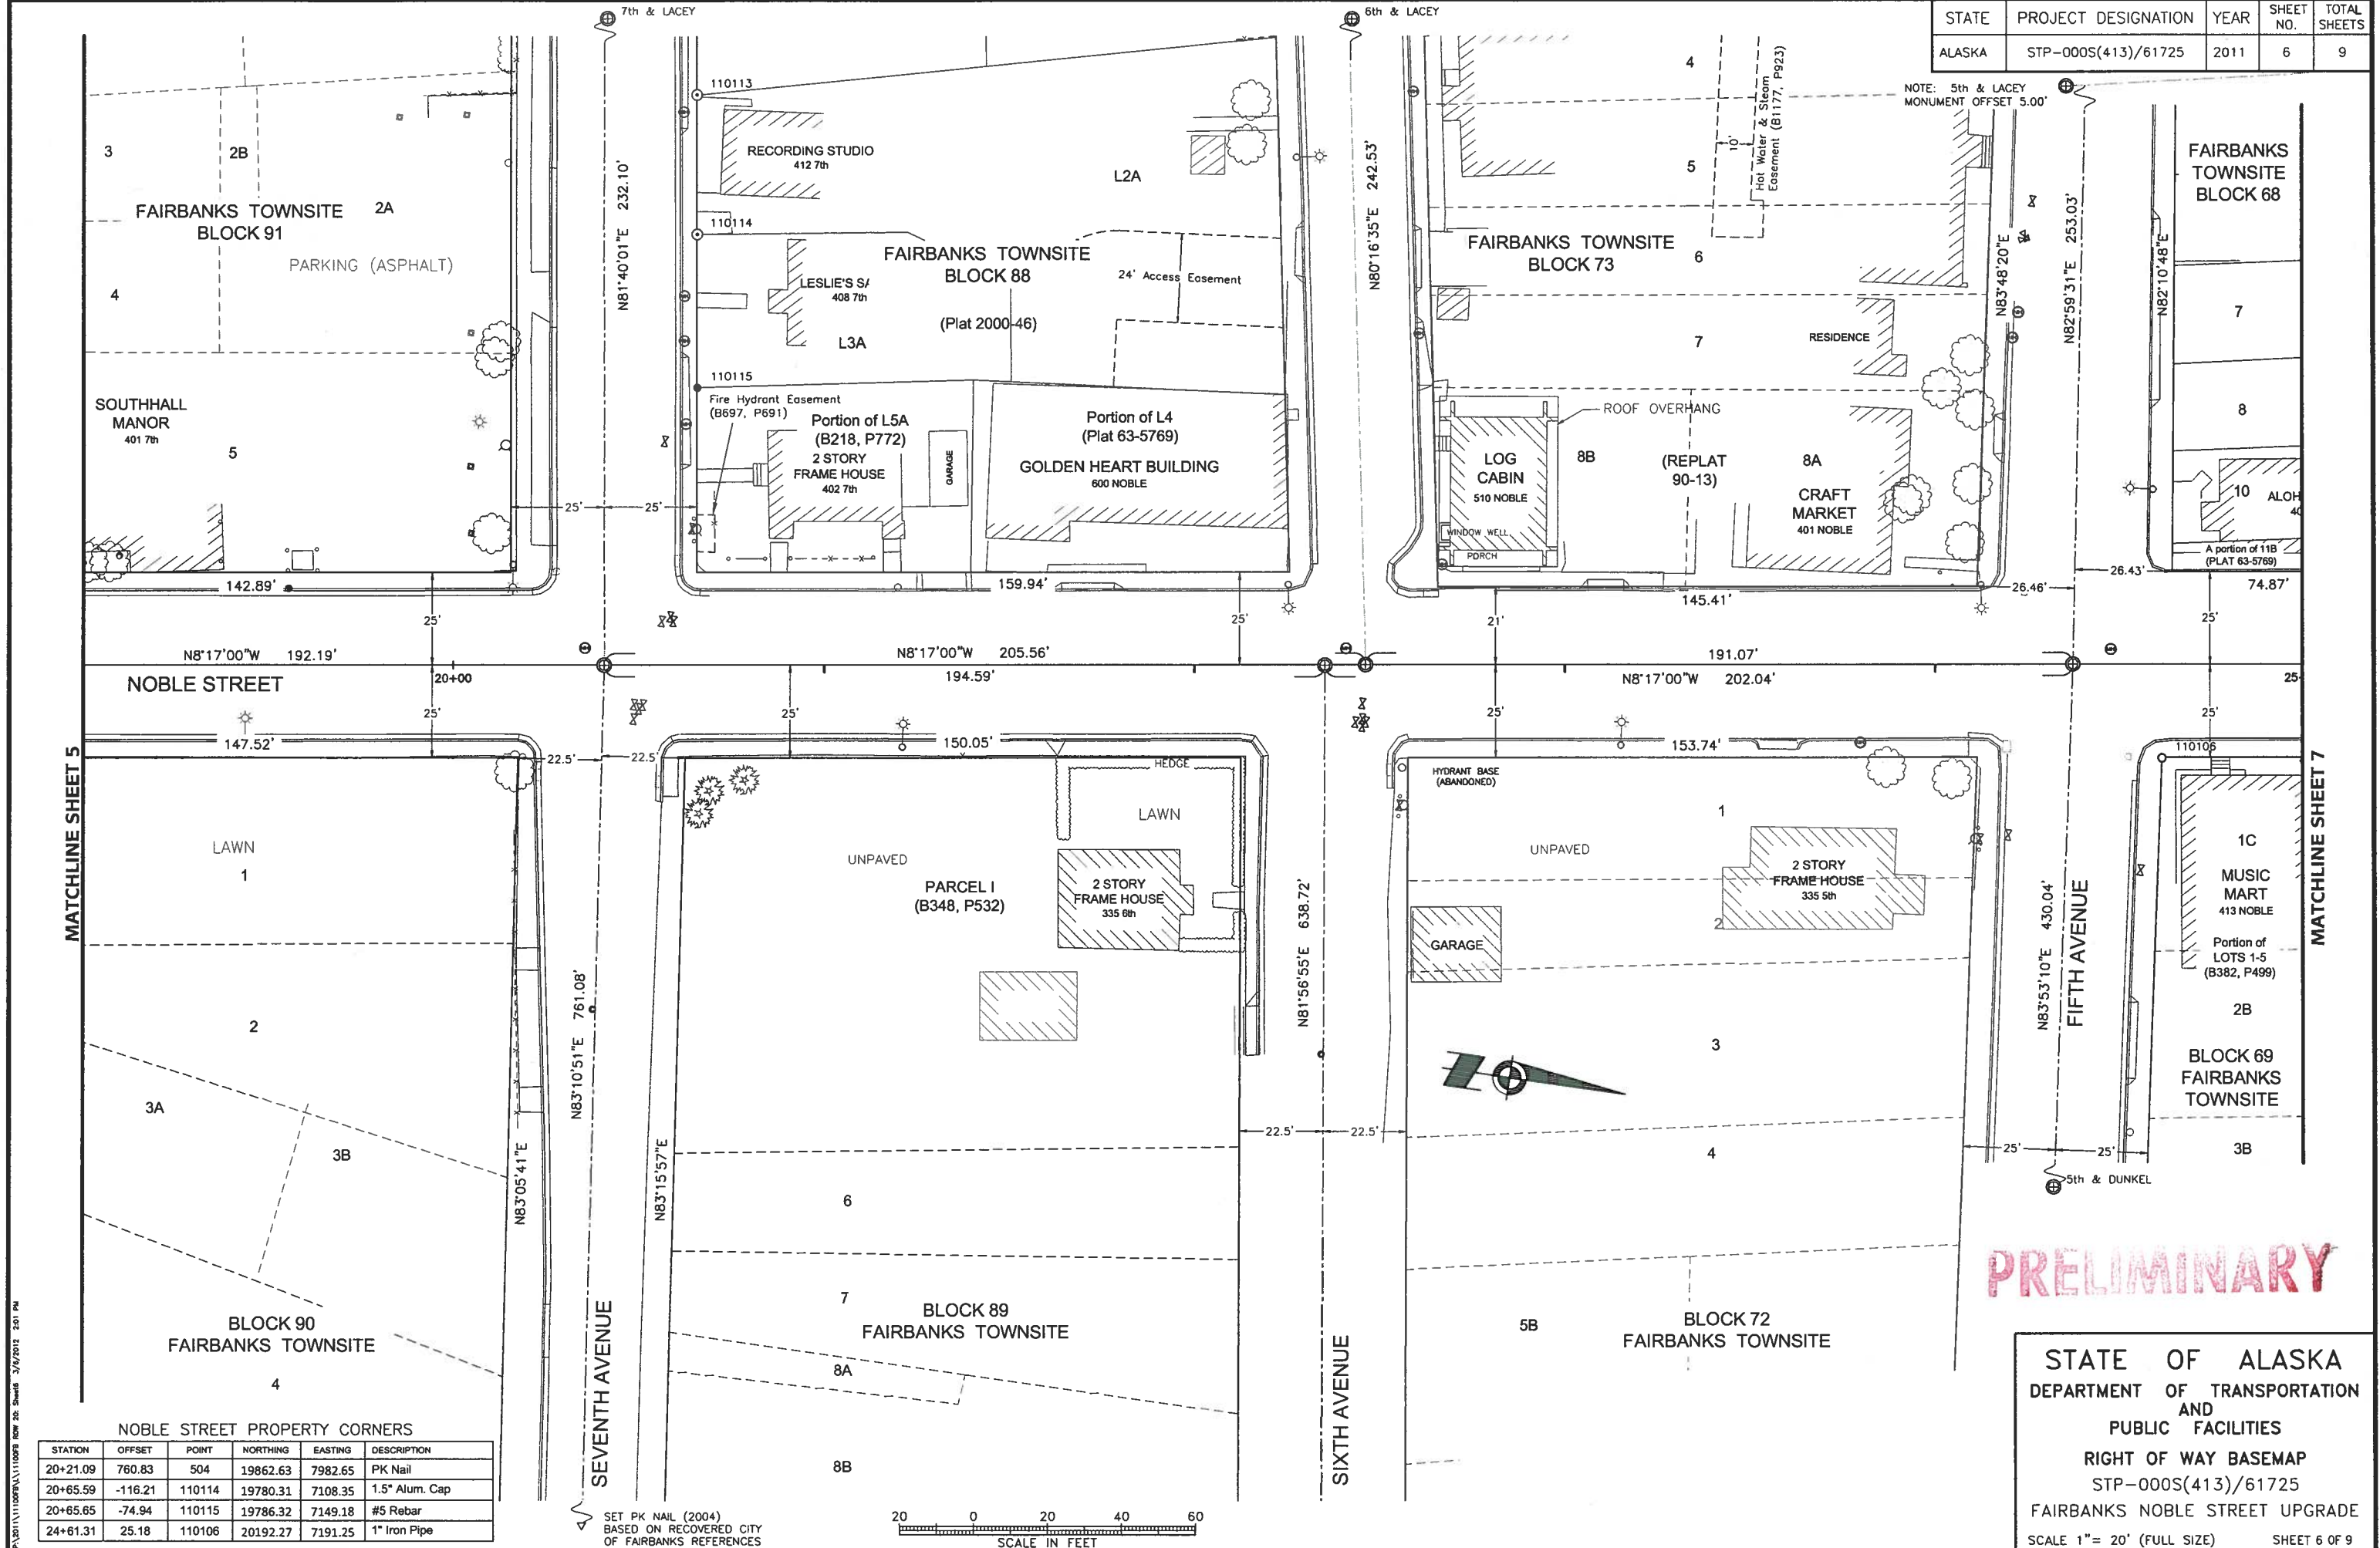 7th & LACEY
6th & LACEY
STATE PROJECT DESIGNATION YEAR SHEET NO. TOTAL SHEETS
ALASKA STP-000S(413)/61725 2011 6 9
NOTE: 5th & LACEY
MONUMENT OFFSET 5.00'
3
2B
2A
FAIRBANKS TOWNSITE
BLOCK 91
PARKING (ASPHALT)
4
SOUTHHALL
MANOR
401 7th
5
N81°40'01"E 232.10'
110113
RECORDING STUDIO
412 7th
L2A
110114
FAIRBANKS TOWNSITE
BLOCK 88
LESLIE'S SA
408 7th
24' Access Easement
(Plat 2000-46)
L3A
110115
Fire Hydrant Easement
(B697, P691)
Portion of L5A
(B218, P772)
2 STORY
FRAME HOUSE
402 7th
GARAGE
Portion of L4
(Plat 63-5769)
GOLDEN HEART BUILDING
600 NOBLE
25'
25'
N80°16'35"E 242.53'
4
10'
Hot Water & Steam
Easement (B1177, P923)
5
FAIRBANKS TOWNSITE
BLOCK 73
6
7
RESIDENCE
ROOF OVERHANG
LOG
CABIN
510 NOBLE
WINDOW WELL
PORCH
8B
(REPLAT
90-13)
8A
CRAFT
MARKET
401 NOBLE
N83°48'20"E
N82°59'31"E 253.03'
N82°10'48"E
FAIRBANKS
TOWNSITE
BLOCK 68
7
8
10
ALOH
40
A portion of 11B
(PLAT 63-5769)
142.89'
159.94'
145.41'
26.46'
26.43'
74.87'
25'
25'
21'
25'
N8°17'00"W 192.19'
N8°17'00"W 205.56'
191.07'
NOBLE STREET
20+00
194.59'
N8°17'00"W 202.04'
25
25'
25'
25'
25'
MATCHLINE SHEET 5
147.52'
22.5'
22.5'
150.05'
153.74'
110106
MATCHLINE SHEET 7
HEDGE
LAWN
HYDRANT BASE
(ABANDONED)
LAWN
1
UNPAVED
PARCEL I
(B348, P532)
2 STORY
FRAME HOUSE
335 6th
UNPAVED
1
2 STORY
FRAME HOUSE
335 5th
2
GARAGE
1C
MUSIC
MART
413 NOBLE
Portion of
LOTS 1-5
(B382, P499)
2B
BLOCK 69
FAIRBANKS
TOWNSITE
3B
2
3A
3B
N83°05'41"E
N83°10'51"E 761.08'
N83°15'57"E
N81°56'55"E 638.72'
22.5'
22.5'
3
4
N83°53'10"E 430.04'
FIFTH AVENUE
25'
25'
5th & DUNKEL
BLOCK 90
FAIRBANKS TOWNSITE
4
6
7
BLOCK 89
FAIRBANKS TOWNSITE
8A
8B
SEVENTH AVENUE
SIXTH AVENUE
5B
BLOCK 72
FAIRBANKS TOWNSITE
PRELIMINARY
NOBLE STREET PROPERTY CORNERS
STATION OFFSET POINT NORTHING EASTING DESCRIPTION
20+21.09 760.83 504 19862.63 7982.65 PK Nail
20+65.59 -116.21 110114 19780.31 7108.35 1.5" Alum. Cap
20+65.65 -74.94 110115 19786.32 7149.18 #5 Rebar
24+61.31 25.18 110106 20192.27 7191.25 1" Iron Pipe
SET PK NAIL (2004)
BASED ON RECOVERED CITY
OF FAIRBANKS REFERENCES
20 0 20 40 60
SCALE IN FEET
STATE OF ALASKA
DEPARTMENT OF TRANSPORTATION
AND
PUBLIC FACILITIES
RIGHT OF WAY BASEMAP
STP-000S(413)/61725
FAIRBANKS NOBLE STREET UPGRADE
SCALE 1"= 20' (FULL SIZE) SHEET 6 OF 9